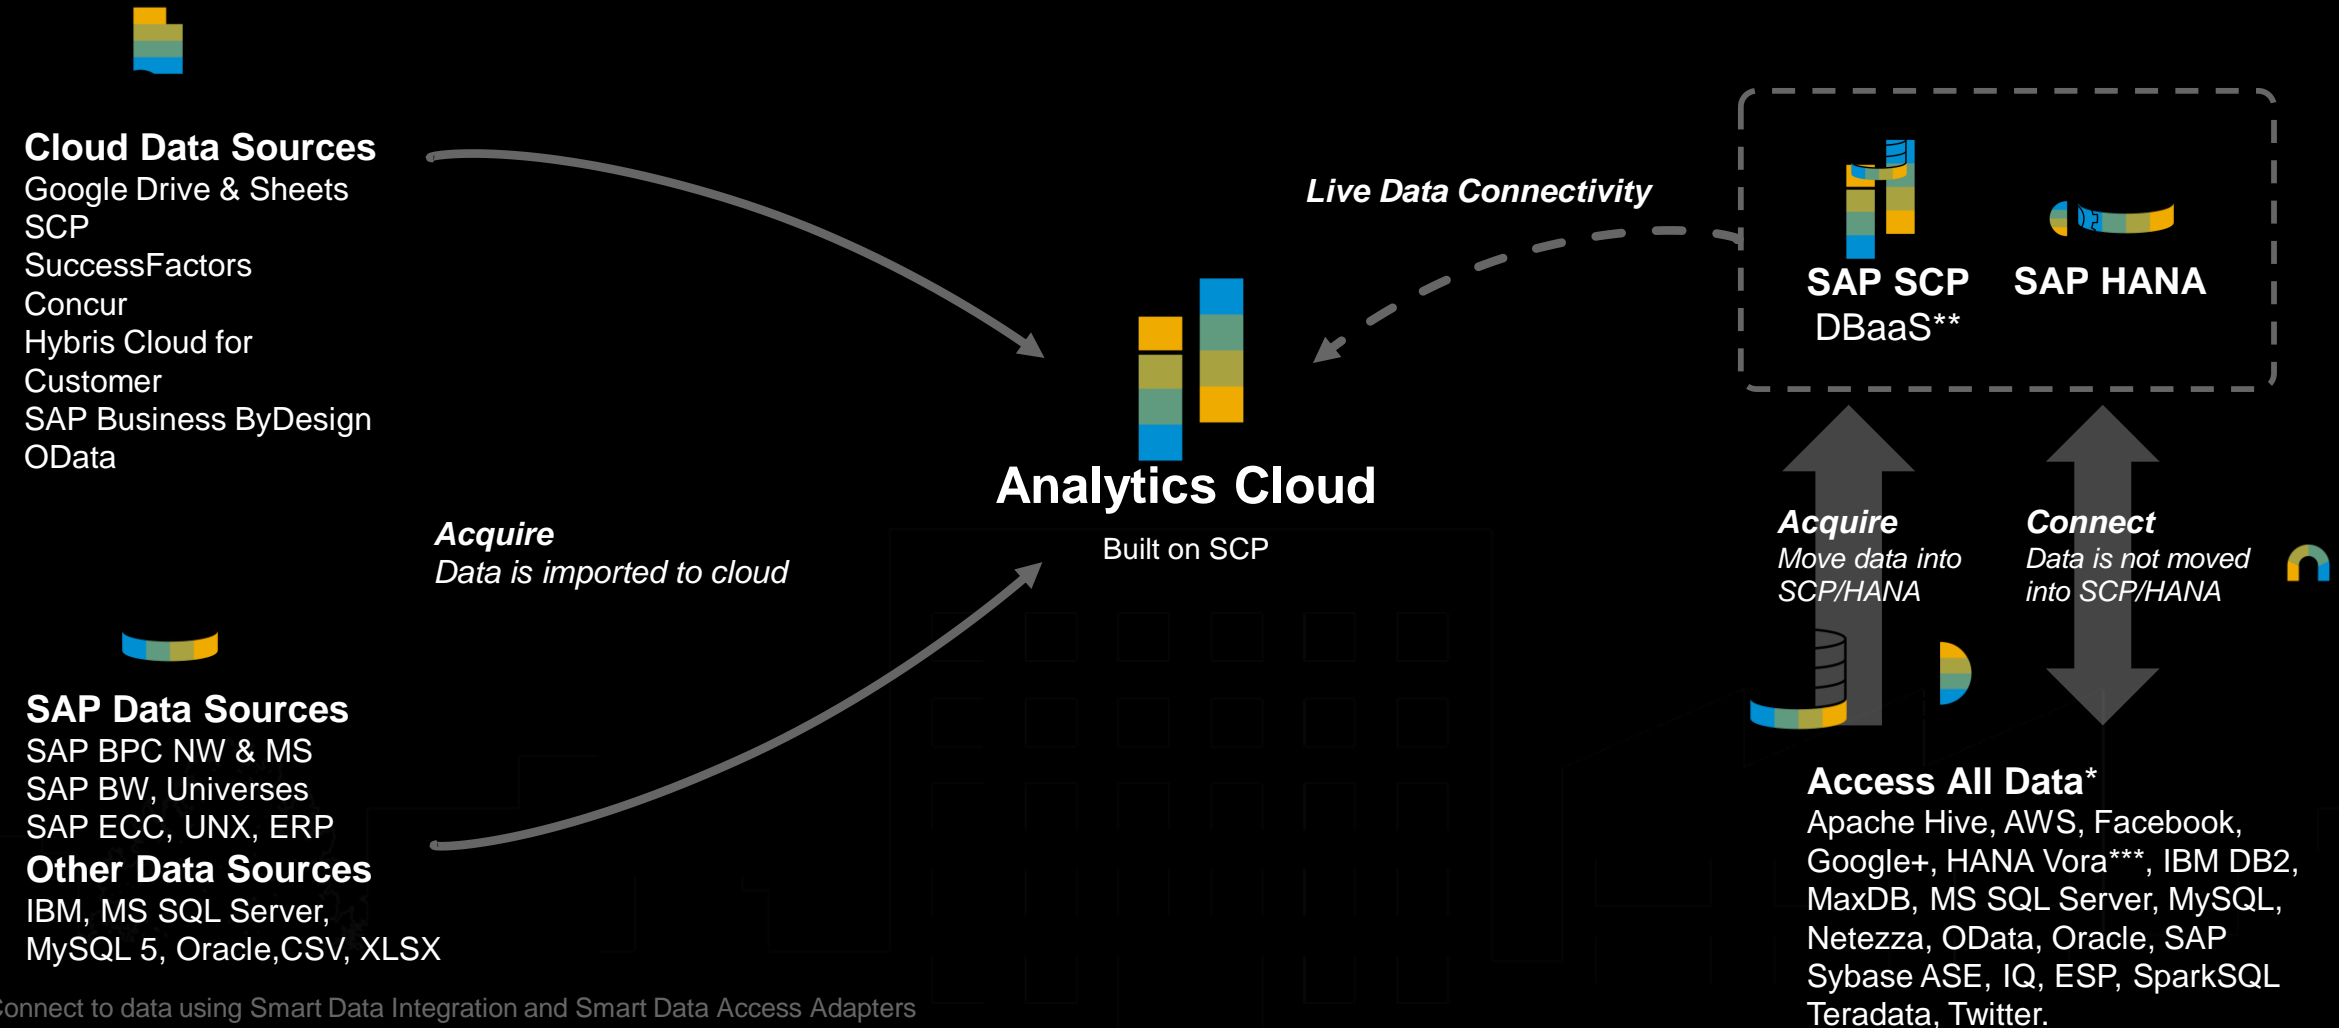 Cloud Data Sources
Google Drive & Sheets
SCP
SuccessFactors
Concur
Hybris Cloud for
Customer
SAP Business ByDesign
OData
Acquire
Data is imported to cloud
SAP Data Sources
SAP BPC NW & MS
SAP BW, Universes
SAP ECC, UNX, ERP
Other Data Sources
IBM, MS SQL Server,
MySQL 5, Oracle,CSV, XLSX
Analytics Cloud
Built on SCP
Live Data Connectivity
SAP SCP
DBaaS**
SAP HANA
Acquire
Move data into
SCP/HANA
Connect
Data is not moved
into SCP/HANA
Access All Data*
Apache Hive, AWS, Facebook,
Google+, HANA Vora***, IBM DB2,
MaxDB, MS SQL Server, MySQL,
Netezza, OData, Oracle, SAP
Sybase ASE, IQ, ESP, SparkSQL
Teradata, Twitter.
onnect to data using Smart Data Integration and Smart Data Access Adapters